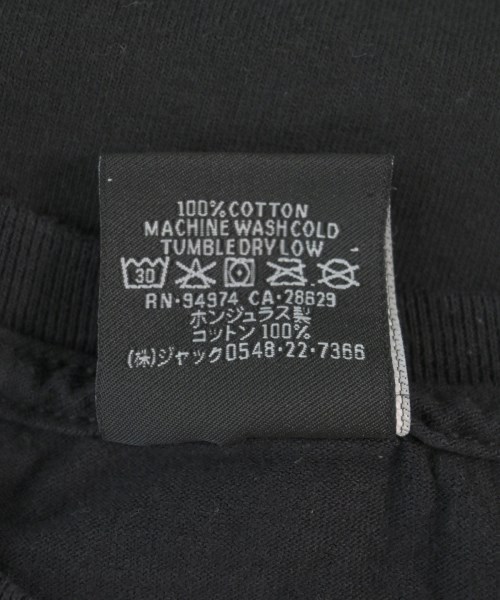 100% COTTON
MACHINE WASH COLD
TUMBLE DRY LOW
30
RN・94974 CA・28629
ホンジュラス製
コットン 100%
(株)ジャック0548・22・7366